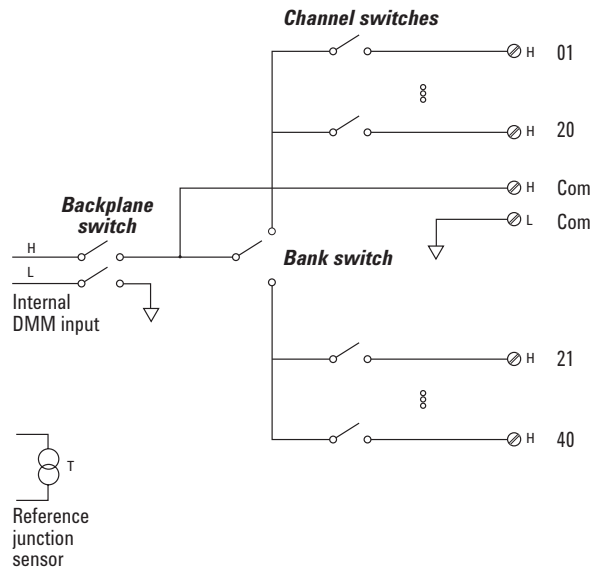 Channel switches
H 01
H 20
H Com
L Com
Backplane
switch
H
L
Internal
DMM input
Bank switch
H 21
H 40
T
Reference
junction
sensor